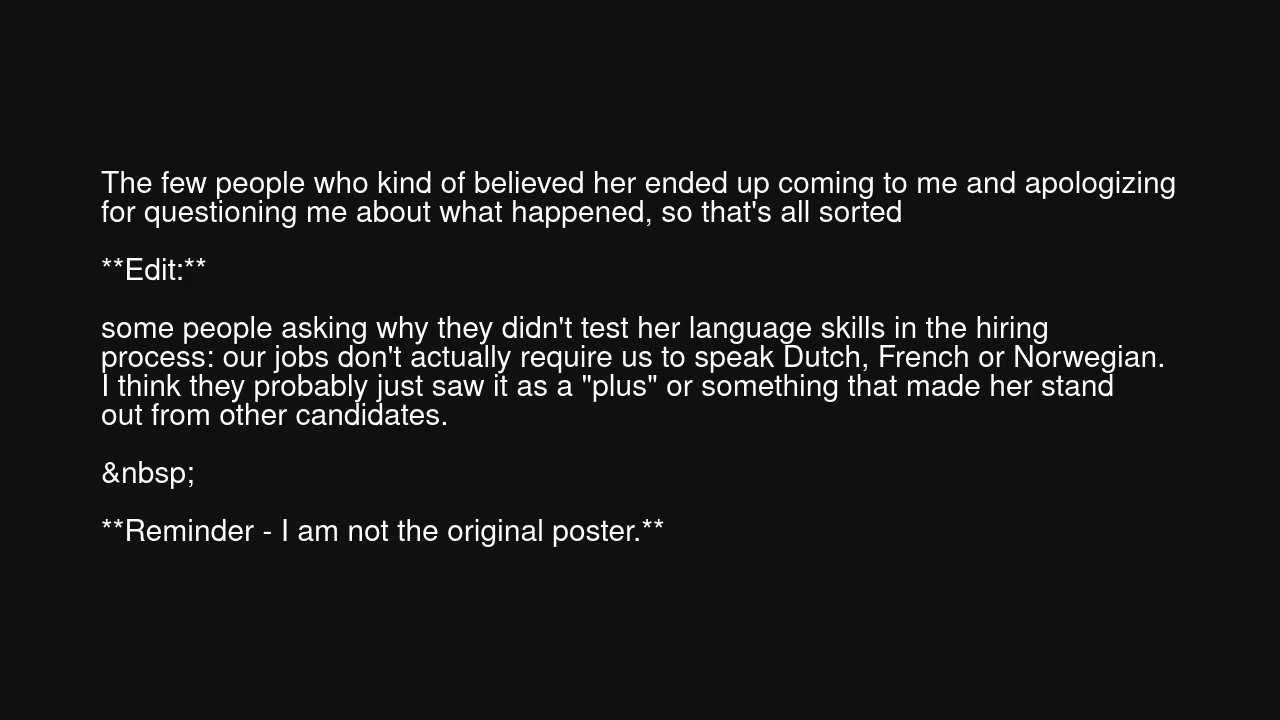 The few people who kind of believed her ended up coming to me and apologizing
for questioning me about what happened, so that's all sorted
**Edit:**
some people asking why they didn't test her language skills in the hiring
process: our jobs don't actually require us to speak Dutch, French or Norwegian.
I think they probably just saw it as a "plus" or something that made her stand
out from other candidates.
&nbsp;
**Reminder - I am not the original poster.**